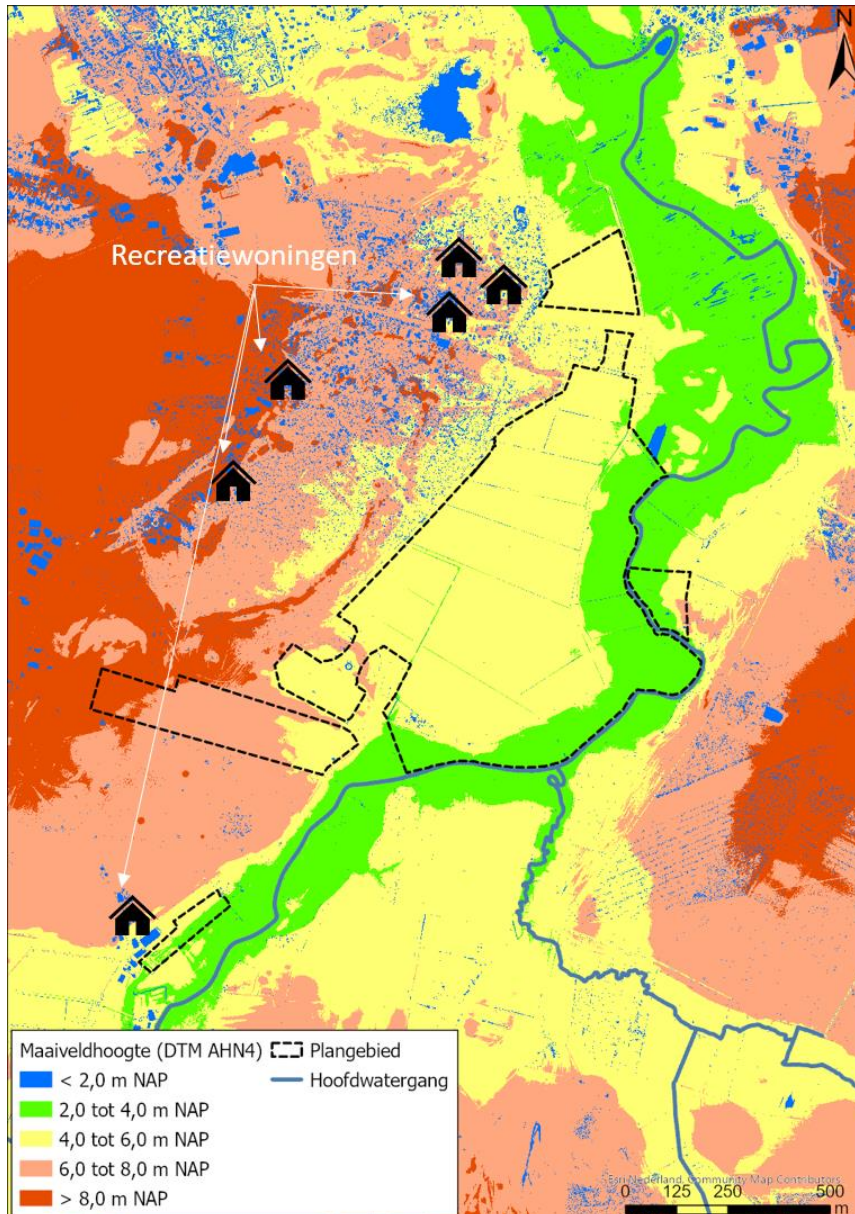 N
Recreatiewoningen
Maaiveldhoogte (DTM AHN4)
< 2,0 m NAP
2,0 tot 4,0 m NAP
4,0 tot 6,0 m NAP
6,0 tot 8,0 m NAP
> 8,0 m NAP
Plangebied
Hoofdwatergang
Esri Nederland, Community Map Contributors
0 125 250 500
m